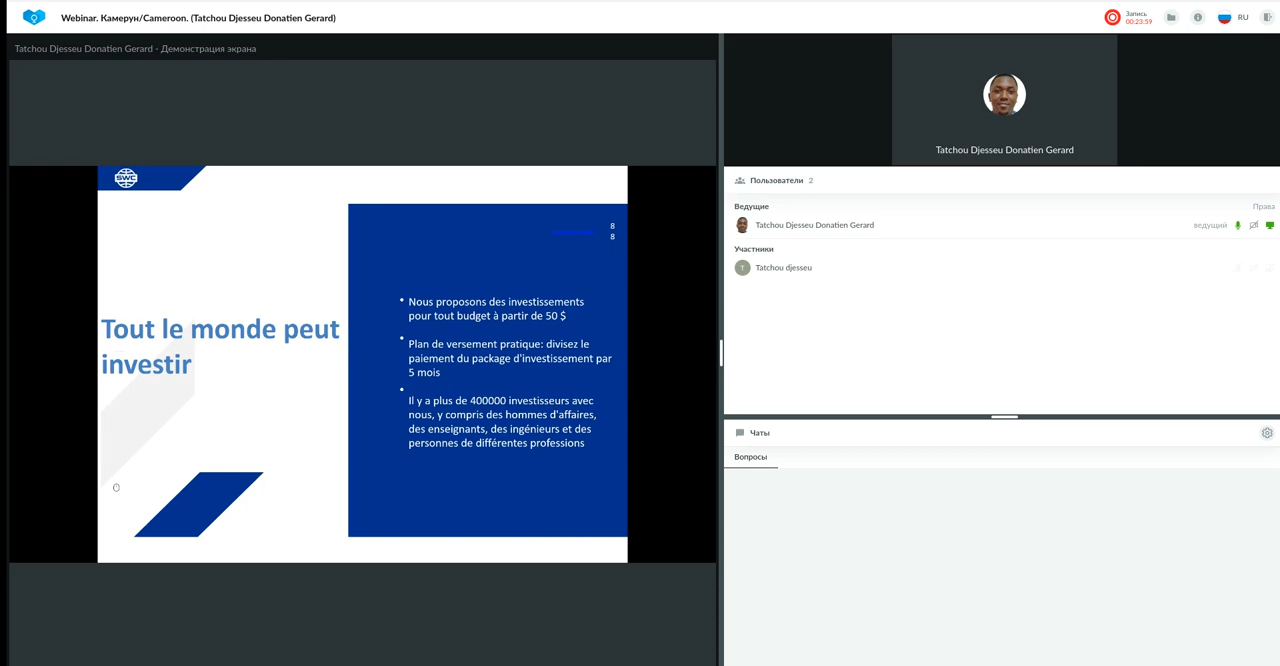 Webinar. Камерун/Cameroon. (Tatchou Djesseu Donatien Gerard)
Запись
00:23:59
RU
Tatchou Djesseu Donatien Gerard - Демонстрация экрана
SWC
8
8
Tout le monde peut
investir
• Nous proposons des investissements
pour tout budget à partir de 50 $
• Plan de versement pratique: divisez le
paiement du package d'investissement par
5 mois
•
Il y a plus de 400000 investisseurs avec
nous, y compris des hommes d'affaires,
des enseignants, des ingénieurs et des
personnes de différentes professions
Tatchou Djesseu Donatien Gerard
Пользователи 2
Ведущие Права
Tatchou Djesseu Donatien Gerard ведущий
Участники
T Tatchou djesseu
Чаты
Вопросы